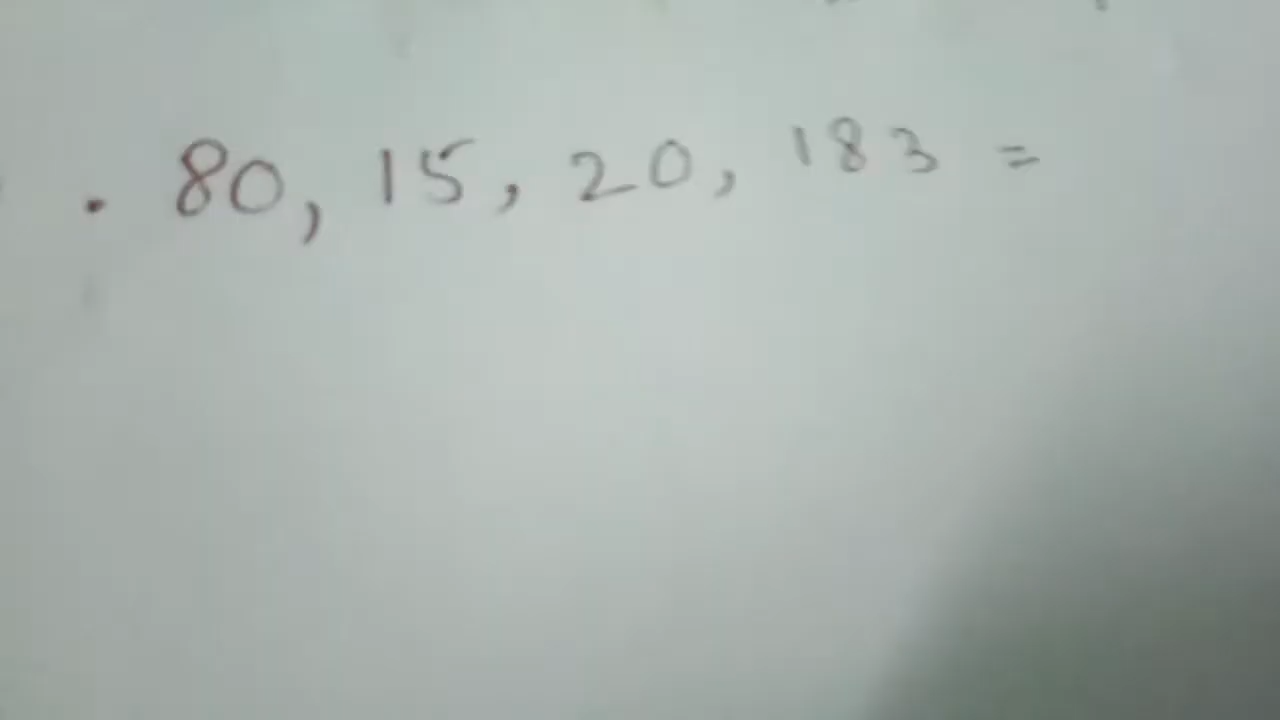 . 80, 15, 20, 183 =